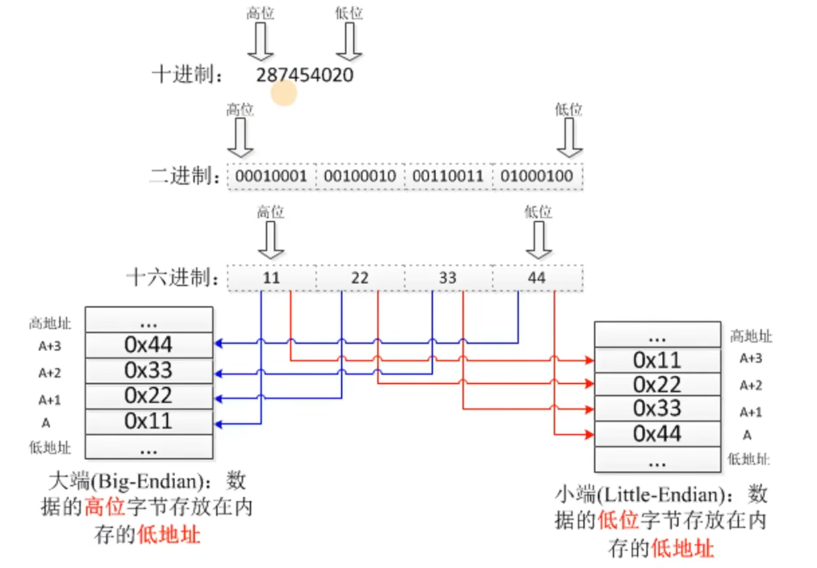 高位 低位
十进制: 287454020
高位 低位
二进制: 00010001 00100010 00110011 01000100
高位 低位
十六进制: 11 22 33 44
高地址 ...
A+3 0x44
A+2 0x33
A+1 0x22
A 0x11
低地址 ...
大端(Big-Endian): 数
据的高位字节存放在内
存的低地址
... 高地址
0x11 A+3
0x22 A+2
0x33 A+1
0x44 A
... 低地址
小端(Little-Endian): 数
据的低位字节存放在内
存的低地址